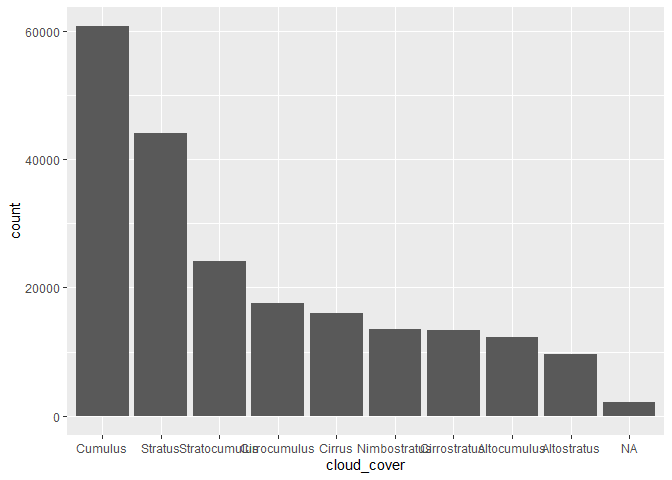 60000
40000
20000
0
count
Cumulus Stratus Stratocumulus Cirrocumulus Cirrus Nimbostratus Cirrostratus Altocumulus Altostratus NA
cloud_cover